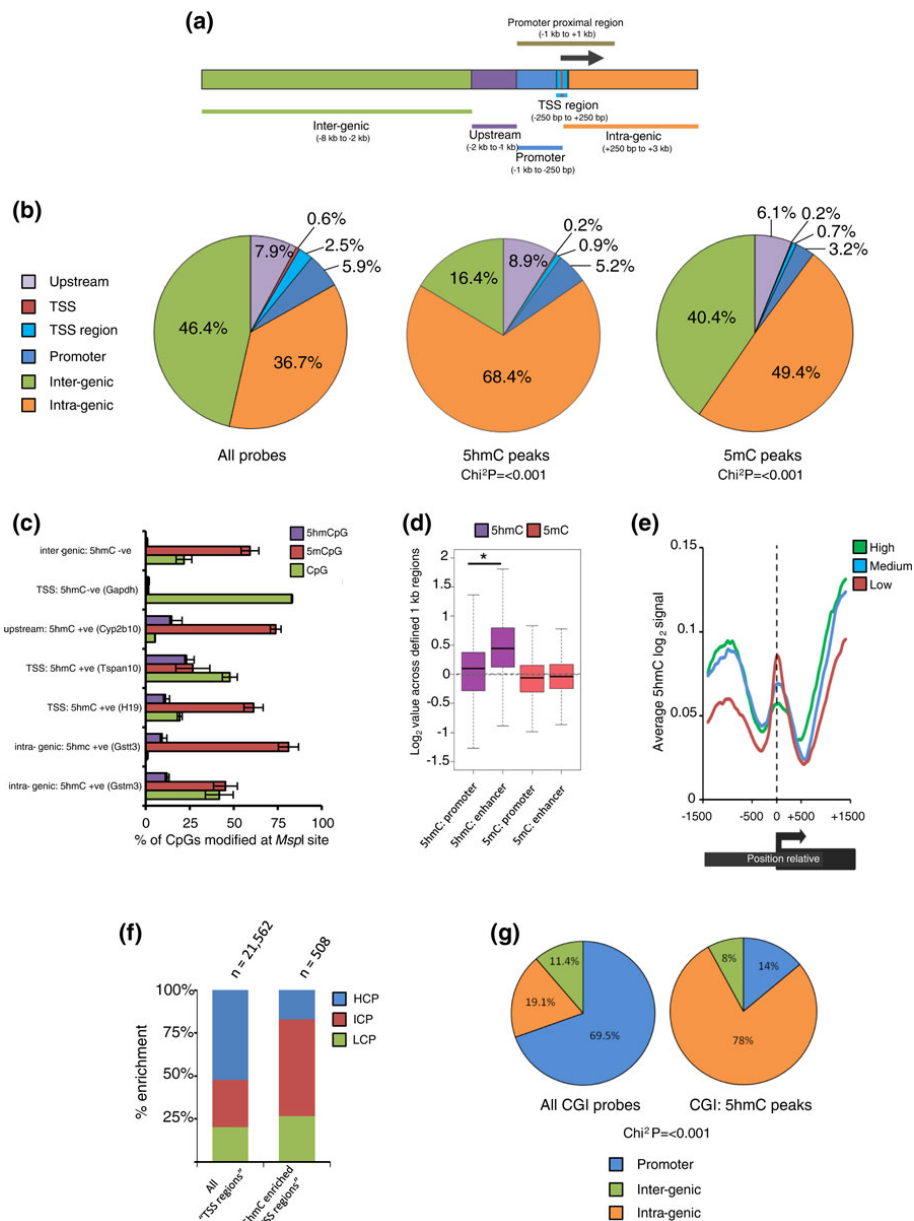 (a)
Promoter proximal region
(-1 kb to +1 kb)
TSS region
(-250 bp to +250 bp)
Inter-genic
(-8 kb to -2 kb)
Upstream
(-2 kb to -1 kb)
Intra-genic
(+250 bp to +3 kb)
Promoter
(-1 kb to -250 bp)
(b)
Upstream
TSS
TSS region
Promoter
Inter-genic
Intra-genic
0.6%
2.5%
5.9%
7.9%
46.4%
36.7%
All probes
0.2%
0.9%
5.2%
8.9%
16.4%
68.4%
5hmC peaks
Chi²P=<0.001
6.1%
0.2%
0.7%
3.2%
40.4%
49.4%
5mC peaks
Chi²P=<0.001
(c)
5hmCpG
5mCpG
CpG
inter genic: 5hmC -ve
TSS: 5hmC-ve (Gapdh)
upstream: 5hmC +ve (Cyp2b10)
TSS: 5hmC +ve (Tspan10)
TSS: 5hmC +ve (H19)
intra- genic: 5hmc +ve (Gstt3)
intra- genic: 5hmC +ve (Gstm3)
0 25 50 75 100
% of CpGs modified at MspI site
(d)
5hmC 5mC
Log₂ value across defined 1 kb regions
2
1.5
1
0.5
0
-0.5
-1
-1.5
*
5hmC: promoter
5hmC: enhancer
5mC: promoter
5mC: enhancer
(e)
High
Medium
Low
Average 5hmC log₂ signal
0.15
0.1
0.05
0
-1500 -500 0 +500 +1500
Position relative
(f)
n = 21,562
n = 508
% enrichment
100%
75%
50%
25%
HCP
ICP
LCP
All
"TSS regions"
5hmC enriched
"TSS regions"
(g)
11.4%
19.1%
69.5%
All CGI probes
8%
14%
78%
CGI: 5hmC peaks
Chi² P=<0.001
Promoter
Inter-genic
Intra-genic